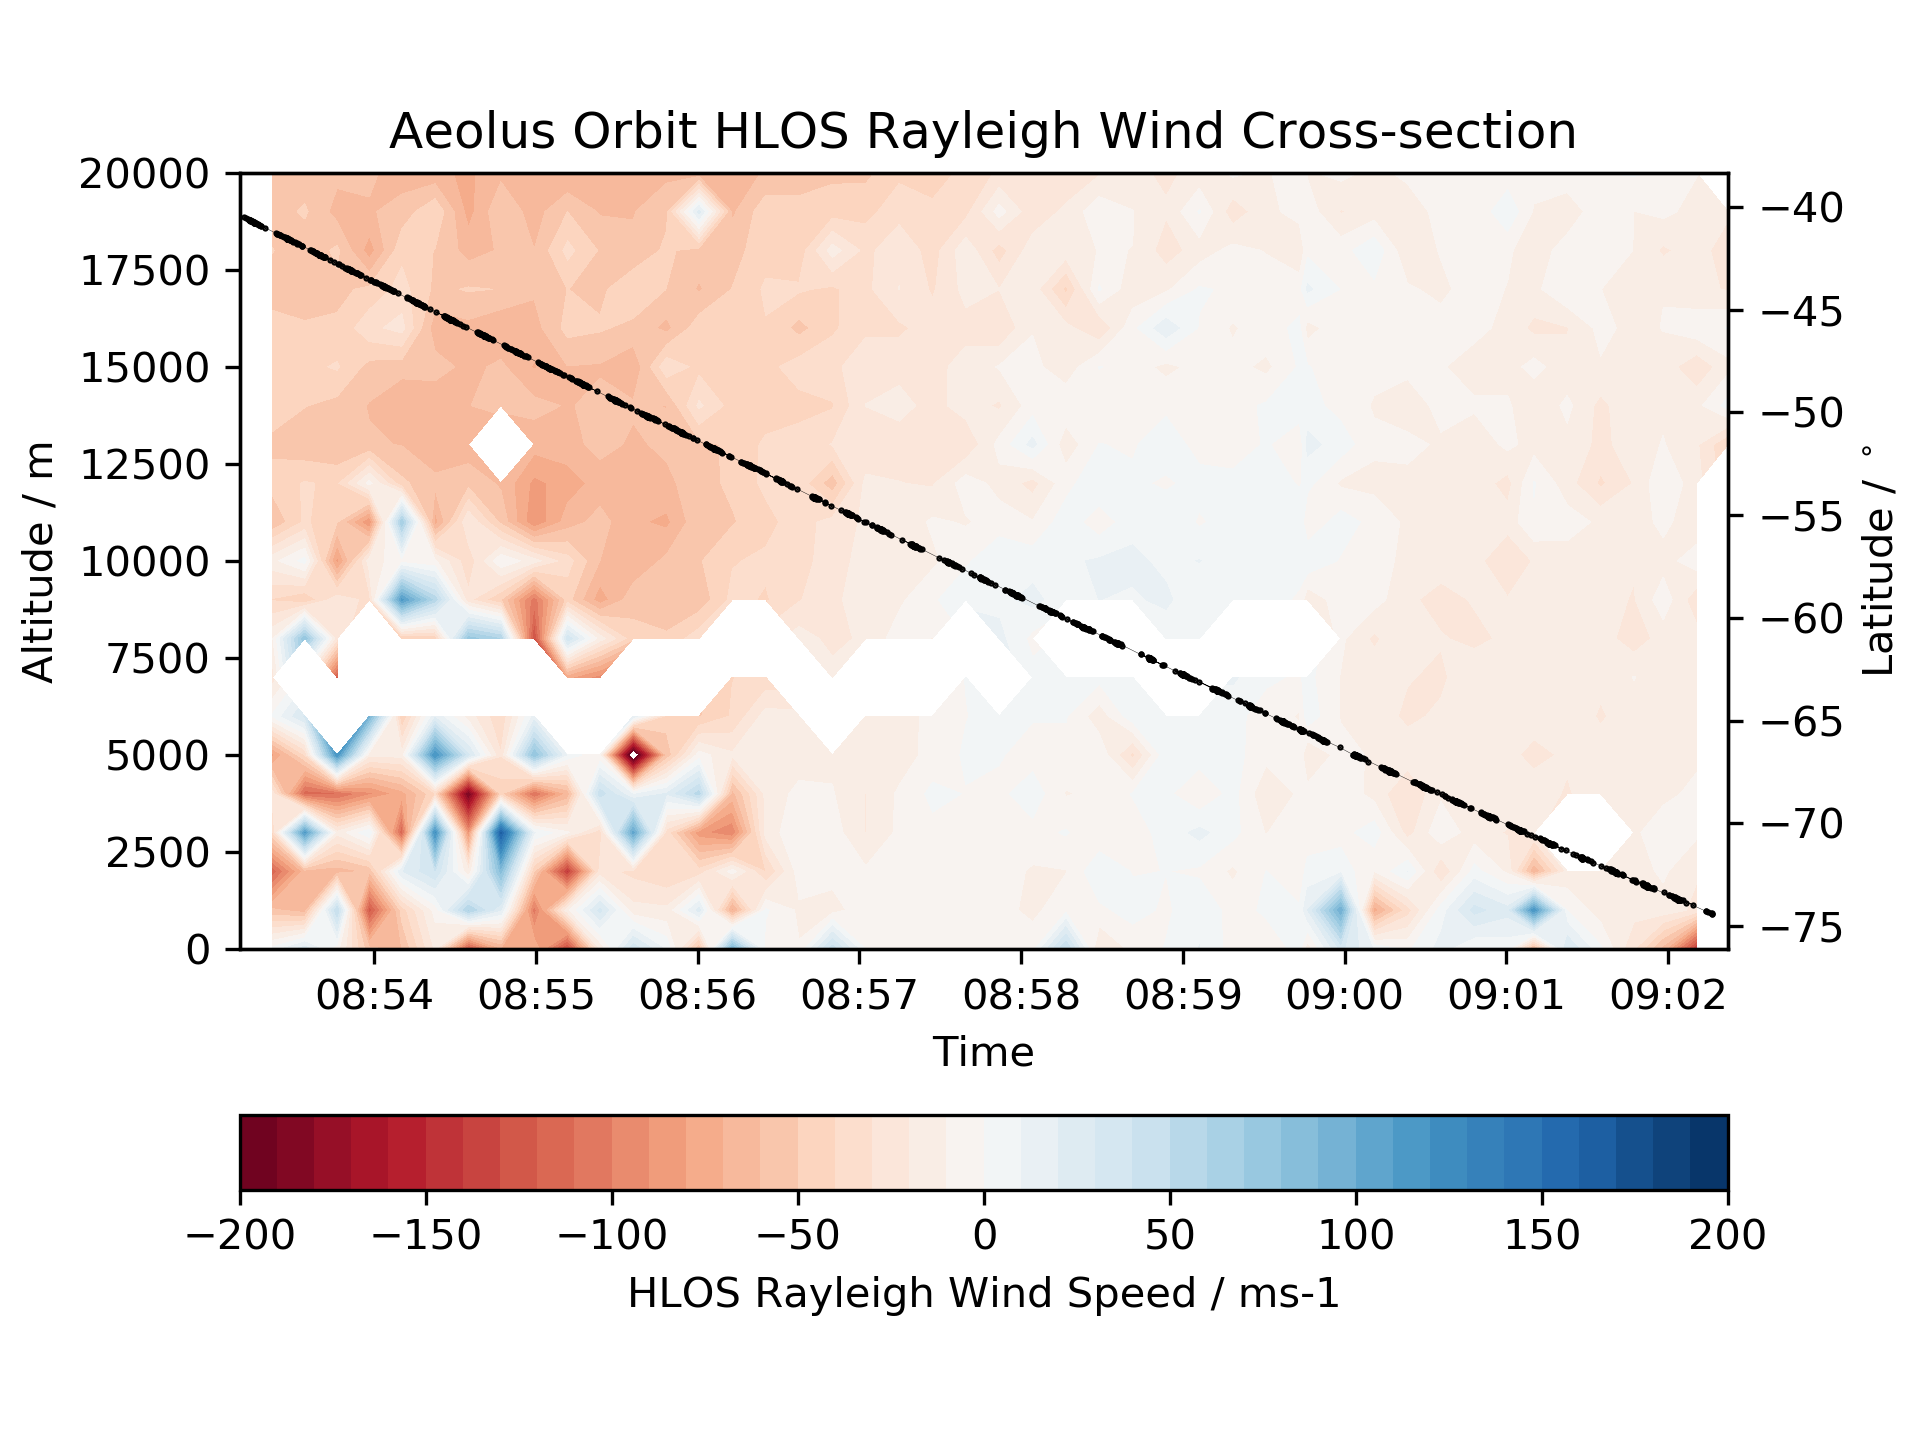 Aeolus Orbit HLOS Rayleigh Wind Cross-section
20000
17500
15000
12500
10000
7500
5000
2500
0
Altitude / m
−40
−45
−50
−55
−60
−65
−70
−75
Latitude / °
08:54 08:55 08:56 08:57 08:58 08:59 09:00 09:01 09:02
Time
−200 −150 −100 −50 0 50 100 150 200
HLOS Rayleigh Wind Speed / ms-1